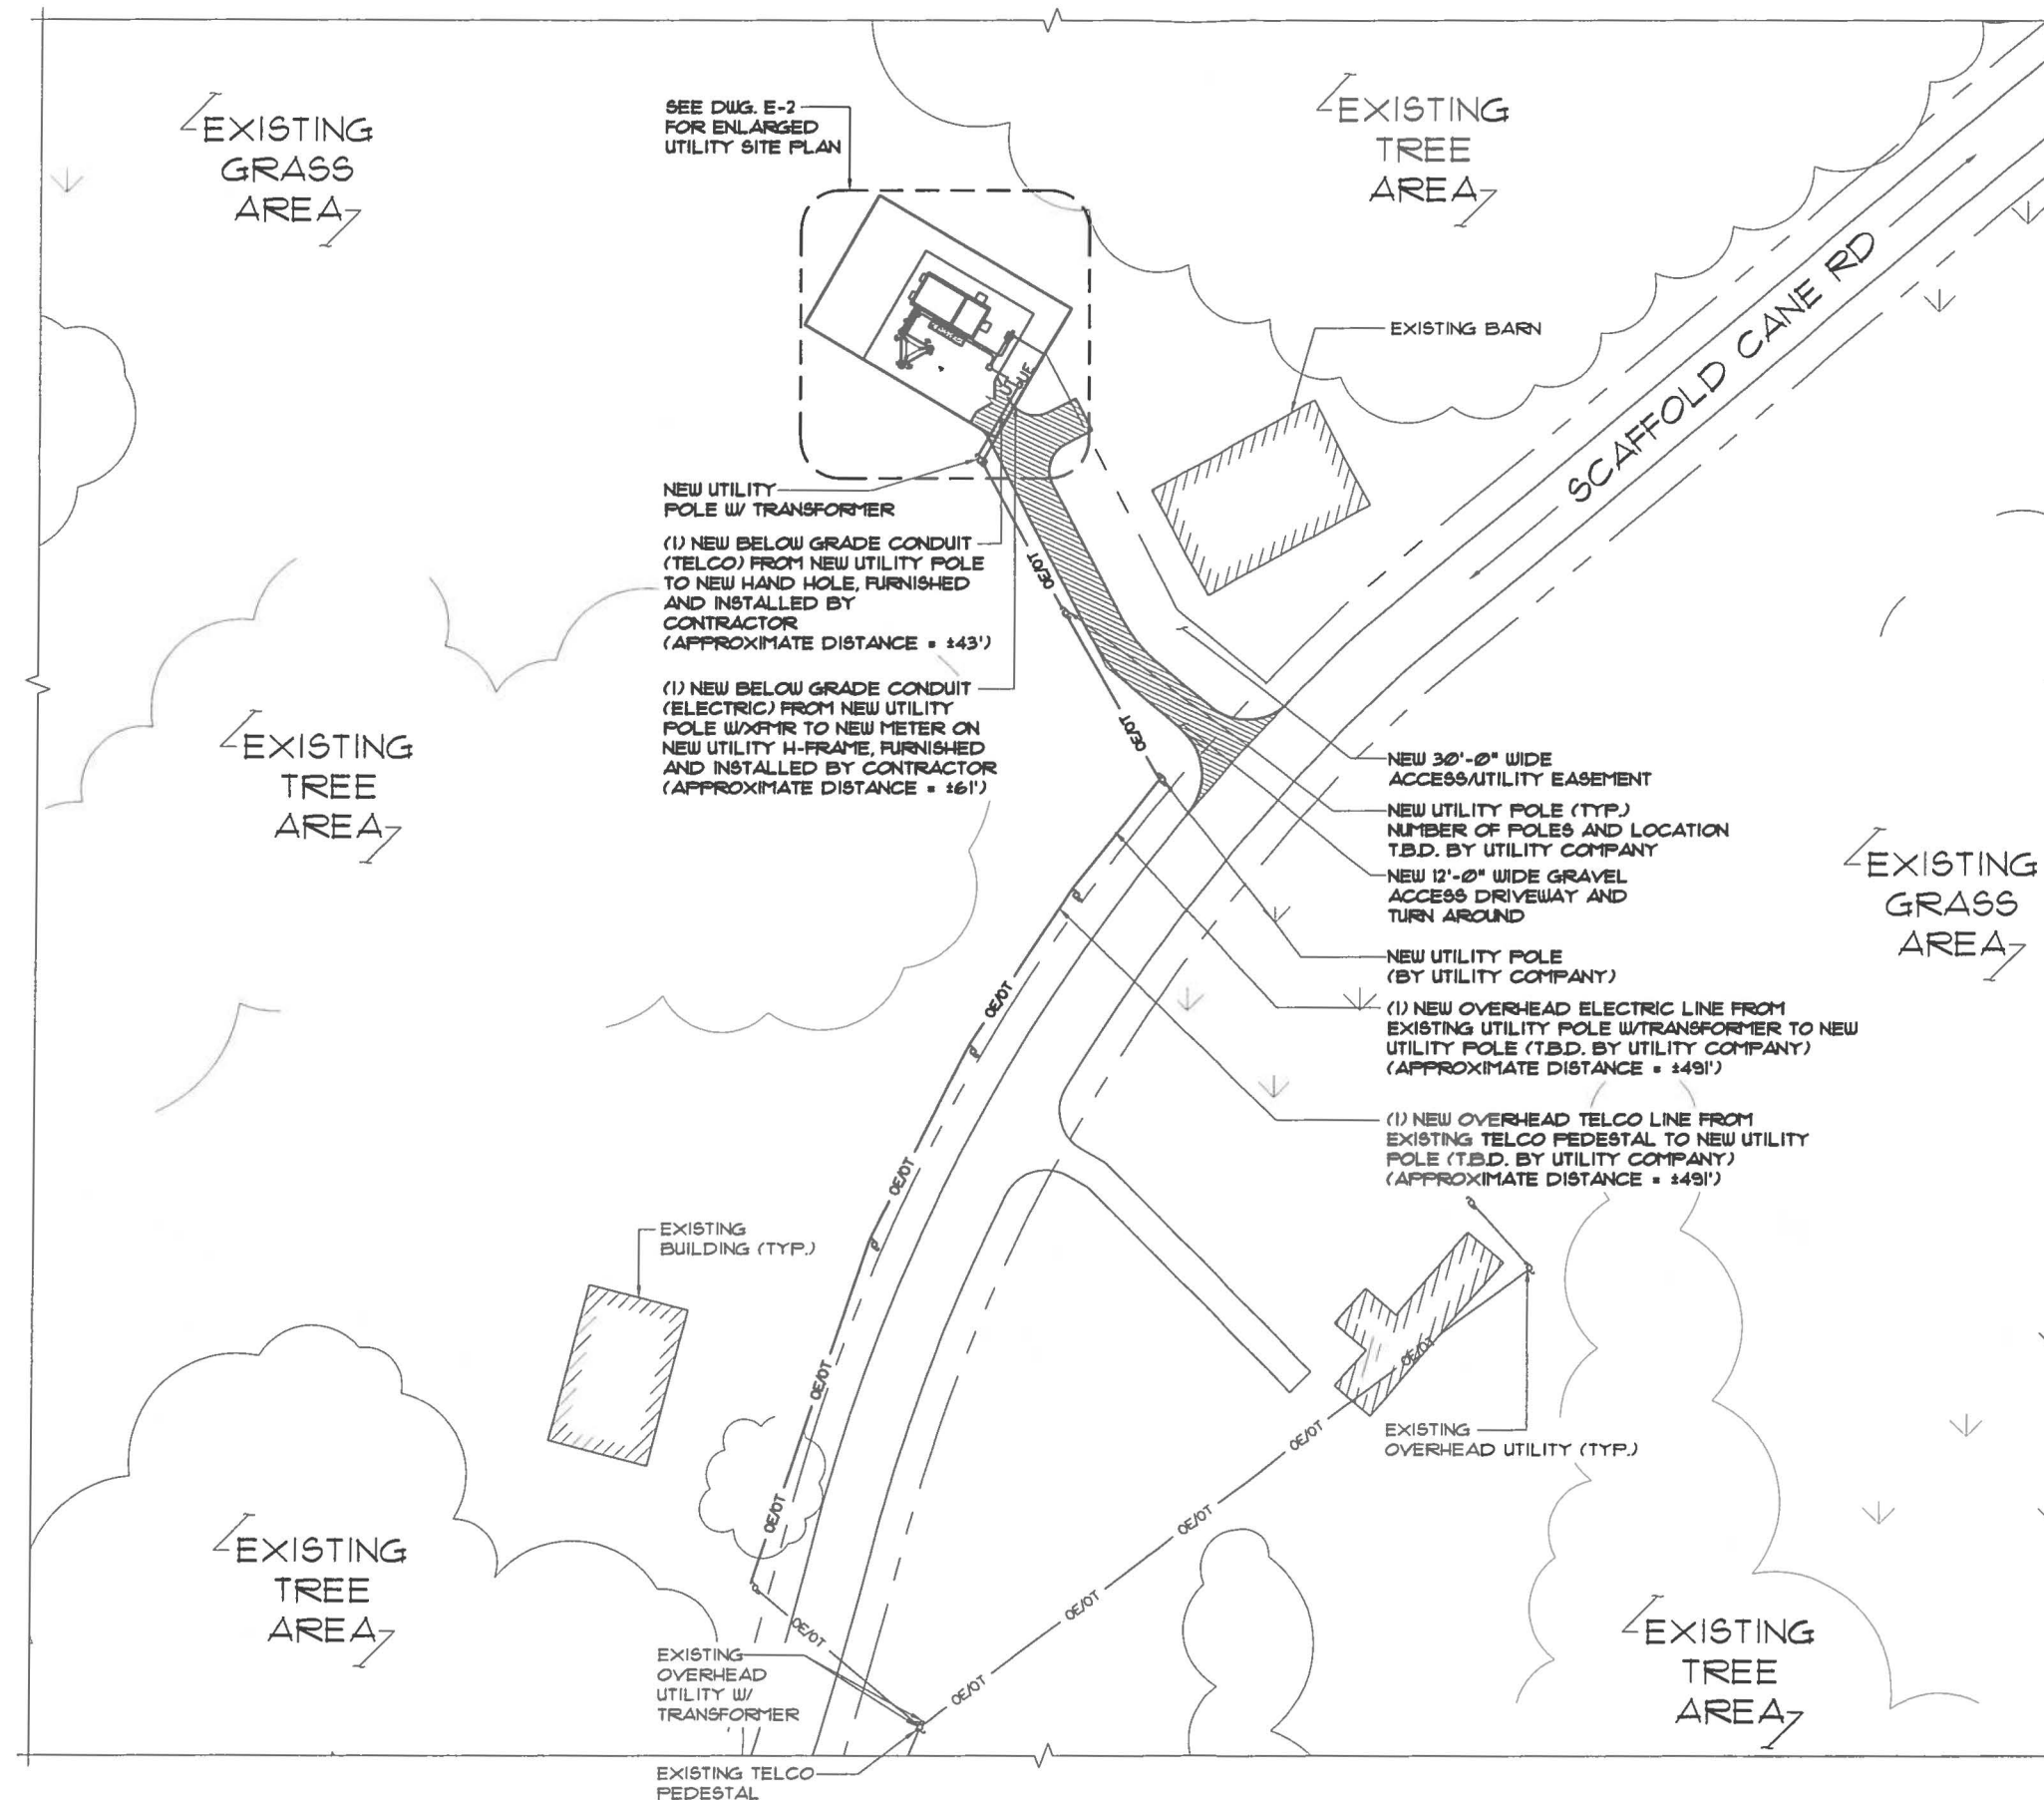 EXISTING
GRASS
AREA
SEE DWG. E-2
FOR ENLARGED
UTILITY SITE PLAN
EXISTING
TREE
AREA
SCAFFOLD CANE RD
EXISTING BARN
UT
UE
NEW UTILITY
POLE W/ TRANSFORMER
(1) NEW BELOW GRADE CONDUIT
(TELCO) FROM NEW UTILITY POLE
TO NEW HAND HOLE, FURNISHED
AND INSTALLED BY
CONTRACTOR
(APPROXIMATE DISTANCE = ±43')
(1) NEW BELOW GRADE CONDUIT
(ELECTRIC) FROM NEW UTILITY
POLE W/XFMR TO NEW METER ON
NEW UTILITY H-FRAME, FURNISHED
AND INSTALLED BY CONTRACTOR
(APPROXIMATE DISTANCE = ±61')
OE/OT
OE/OT
EXISTING
TREE
AREA
NEW 30'-0" WIDE
ACCESS/UTILITY EASEMENT
NEW UTILITY POLE (TYP.)
NUMBER OF POLES AND LOCATION
T.B.D. BY UTILITY COMPANY
NEW 12'-0" WIDE GRAVEL
ACCESS DRIVEWAY AND
TURN AROUND
NEW UTILITY POLE
(BY UTILITY COMPANY)
(1) NEW OVERHEAD ELECTRIC LINE FROM
EXISTING UTILITY POLE W/TRANSFORMER TO NEW
UTILITY POLE (T.B.D. BY UTILITY COMPANY)
(APPROXIMATE DISTANCE = ±491')
(1) NEW OVERHEAD TELCO LINE FROM
EXISTING TELCO PEDESTAL TO NEW UTILITY
POLE (T.B.D. BY UTILITY COMPANY)
(APPROXIMATE DISTANCE = ±491')
EXISTING
GRASS
AREA
OE/OT
OE/OT
OE/OT
OE/OT
OE/OT
EXISTING
BUILDING (TYP.)
OE/OT
OE/OT
OE/OT
OE/OT
OE/OT
EXISTING
OVERHEAD UTILITY (TYP.)
EXISTING
TREE
AREA
EXISTING
OVERHEAD
UTILITY W/
TRANSFORMER
EXISTING TELCO
PEDESTAL
EXISTING
TREE
AREA